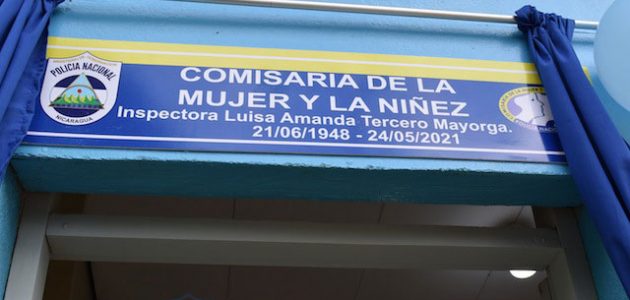 POLICIA NACIONAL
NICARAGUA
COMISARIA DE LA
MUJER Y LA NIÑEZ
Inspectora Luisa Amanda Tercero Mayorga.
21/06/1948 - 24/05/2021